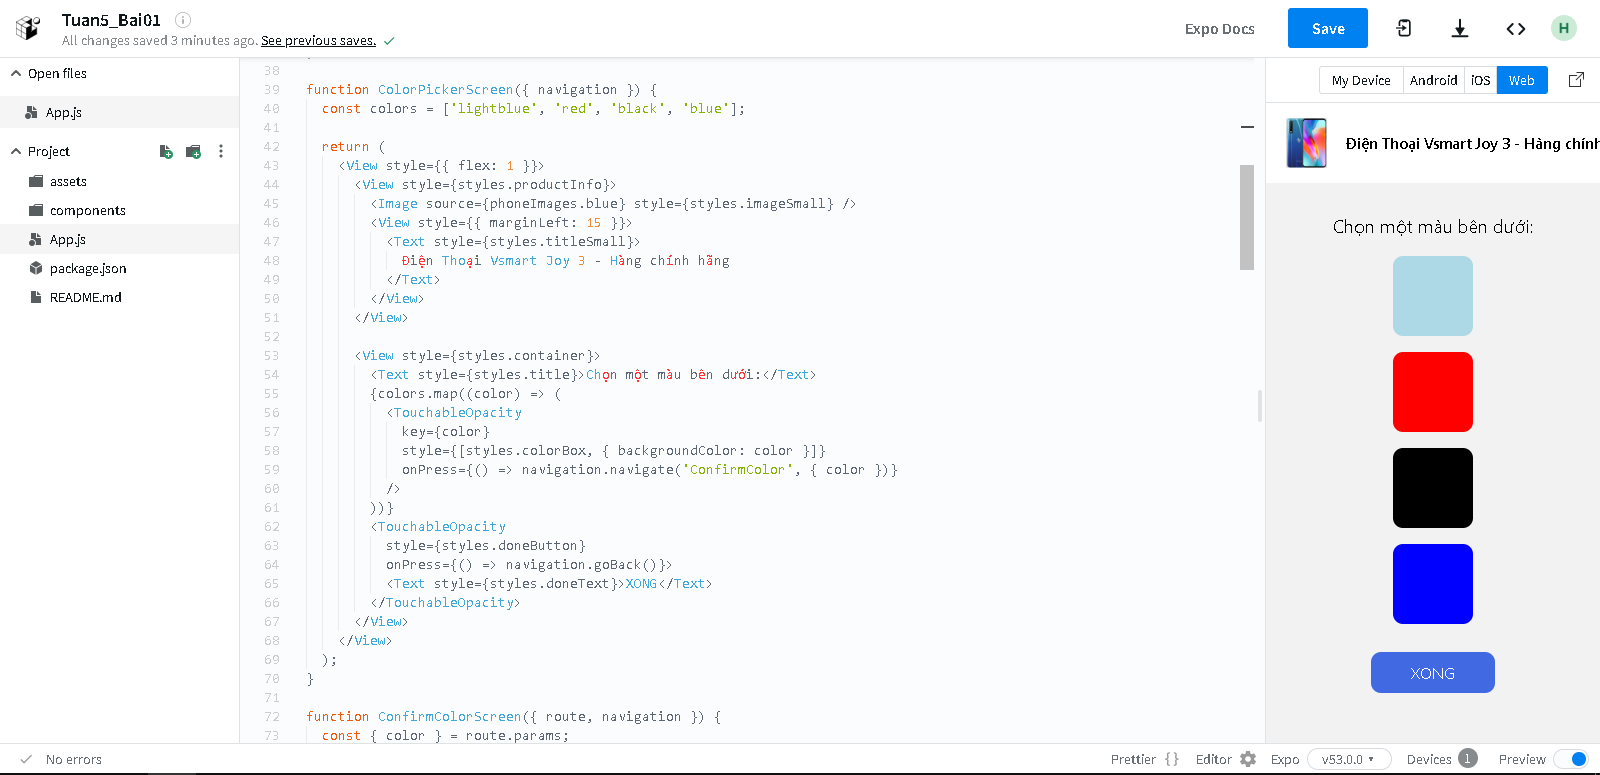 Tuan5_Bai01
All changes saved 3 minutes ago. See previous saves.
Expo Docs
Save
H
Open files
App.js
Project
assets
components
App.js
package.json
README.md
38
39 function ColorPickerScreen({ navigation }) {
40 const colors = ['lightblue', 'red', 'black', 'blue'];
41
42 return (
43 <View style={{ flex: 1 }}>
44 <View style={styles.productInfo}>
45 <Image source={phoneImages.blue} style={styles.imageSmall} />
46 <View style={{ marginLeft: 15 }}>
47 <Text style={styles.titleSmall}>
48 Điện Thoại Vsmart Joy 3 - Hàng chính hãng
49 </Text>
50 </View>
51 </View>
52
53 <View style={styles.container}>
54 <Text style={styles.title}>Chọn một màu bên dưới:</Text>
55 {colors.map((color) => (
56 <TouchableOpacity
57 key={color}
58 style={[styles.colorBox, { backgroundColor: color }]}
59 onPress={() => navigation.navigate('ConfirmColor', { color })}
60 />
61 ))}
62 <TouchableOpacity
63 style={styles.doneButton}
64 onPress={() => navigation.goBack()}>
65 <Text style={styles.doneText}>XONG</Text>
66 </TouchableOpacity>
67 </View>
68 </View>
69 );
70 }
71
72 function ConfirmColorScreen({ route, navigation }) {
73 const { color } = route.params;
My Device Android iOS Web
Điện Thoại Vsmart Joy 3 - Hàng chính
Chọn một màu bên dưới:
XONG
No errors
Prettier {} Editor Expo v53.0.0 Devices 1 Preview